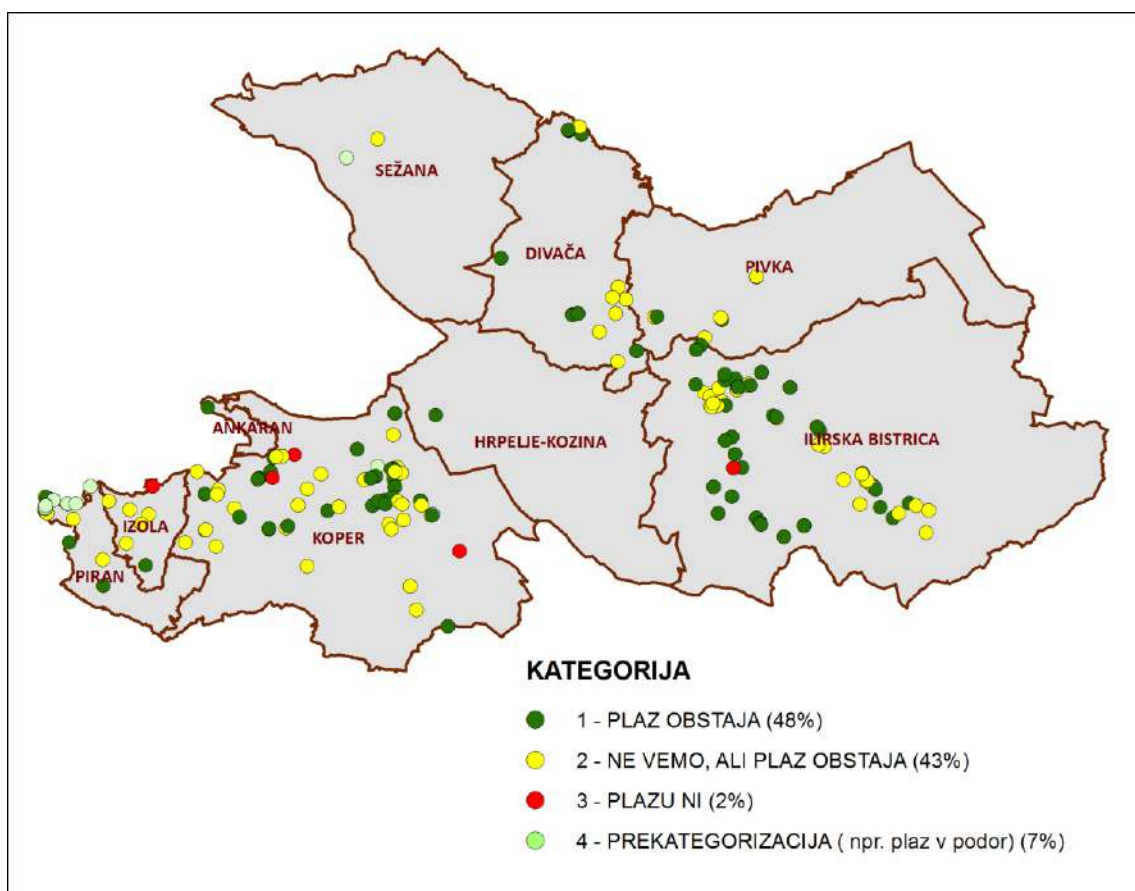 SEŽANA
DIVAČA
PIVKA
ANKARAN
HRPELJE-KOZINA
ILIRSKA BISTRICA
IZOLA
KOPER
PIRAN
KATEGORIJA
1 - PLAZ OBSTAJA (48%)
2 - NE VEMO, ALI PLAZ OBSTAJA (43%)
3 - PLAZU NI (2%)
4 - PREKATEGORIZACIJA ( npr. plaz v podor) (7%)